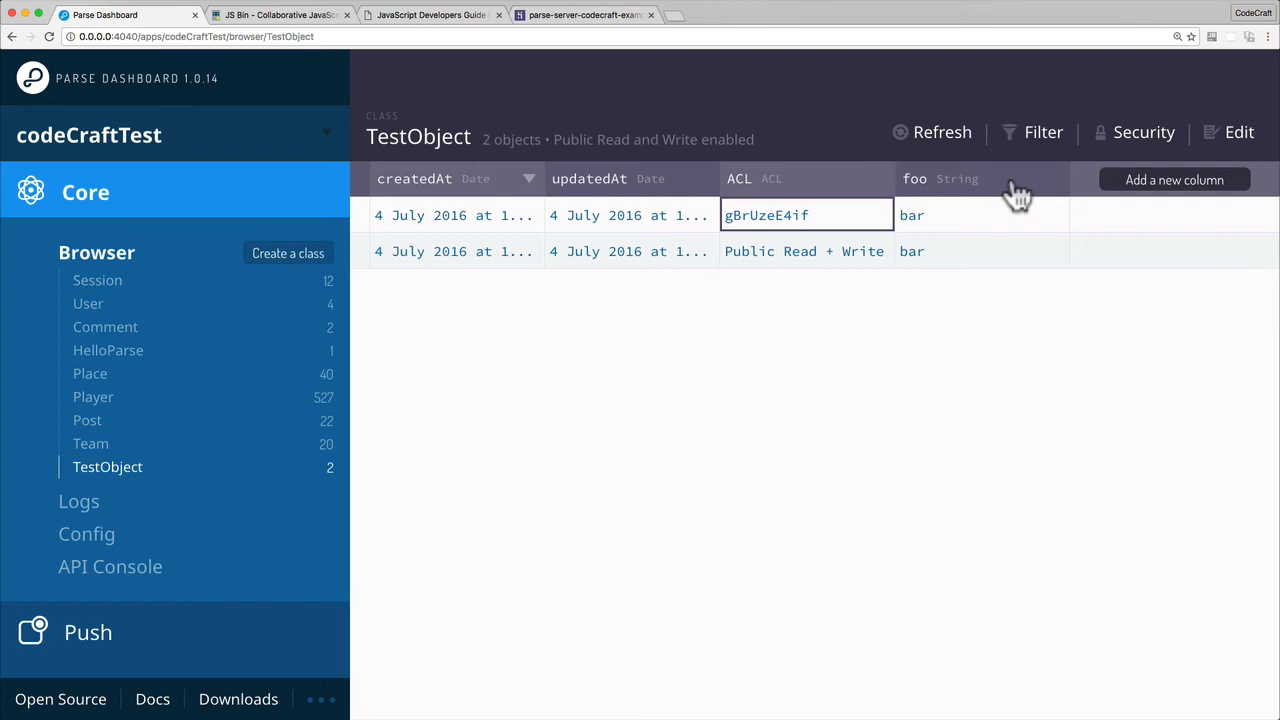 Parse Dashboard
JS Bin - Collaborative JavaSc
JavaScript Developers Guide
parse-server-codecraft-exam
CodeCraft
0.0.0.0:4040/apps/codeCraftTest/browser/TestObject
PARSE DASHBOARD 1.0.14
codeCraftTest
Core
Browser Create a class
Session 12
User 4
Comment 2
HelloParse 1
Place 40
Player 527
Post 22
Team 20
TestObject 2
Logs
Config
API Console
Push
Open Source Docs Downloads
CLASS
TestObject 2 objects • Public Read and Write enabled
Refresh Filter Security Edit
createdAt Date updatedAt Date ACL ACL foo String Add a new column
4 July 2016 at 1... 4 July 2016 at 1... gBrUzeE4if bar
4 July 2016 at 1... 4 July 2016 at 1... Public Read + Write bar